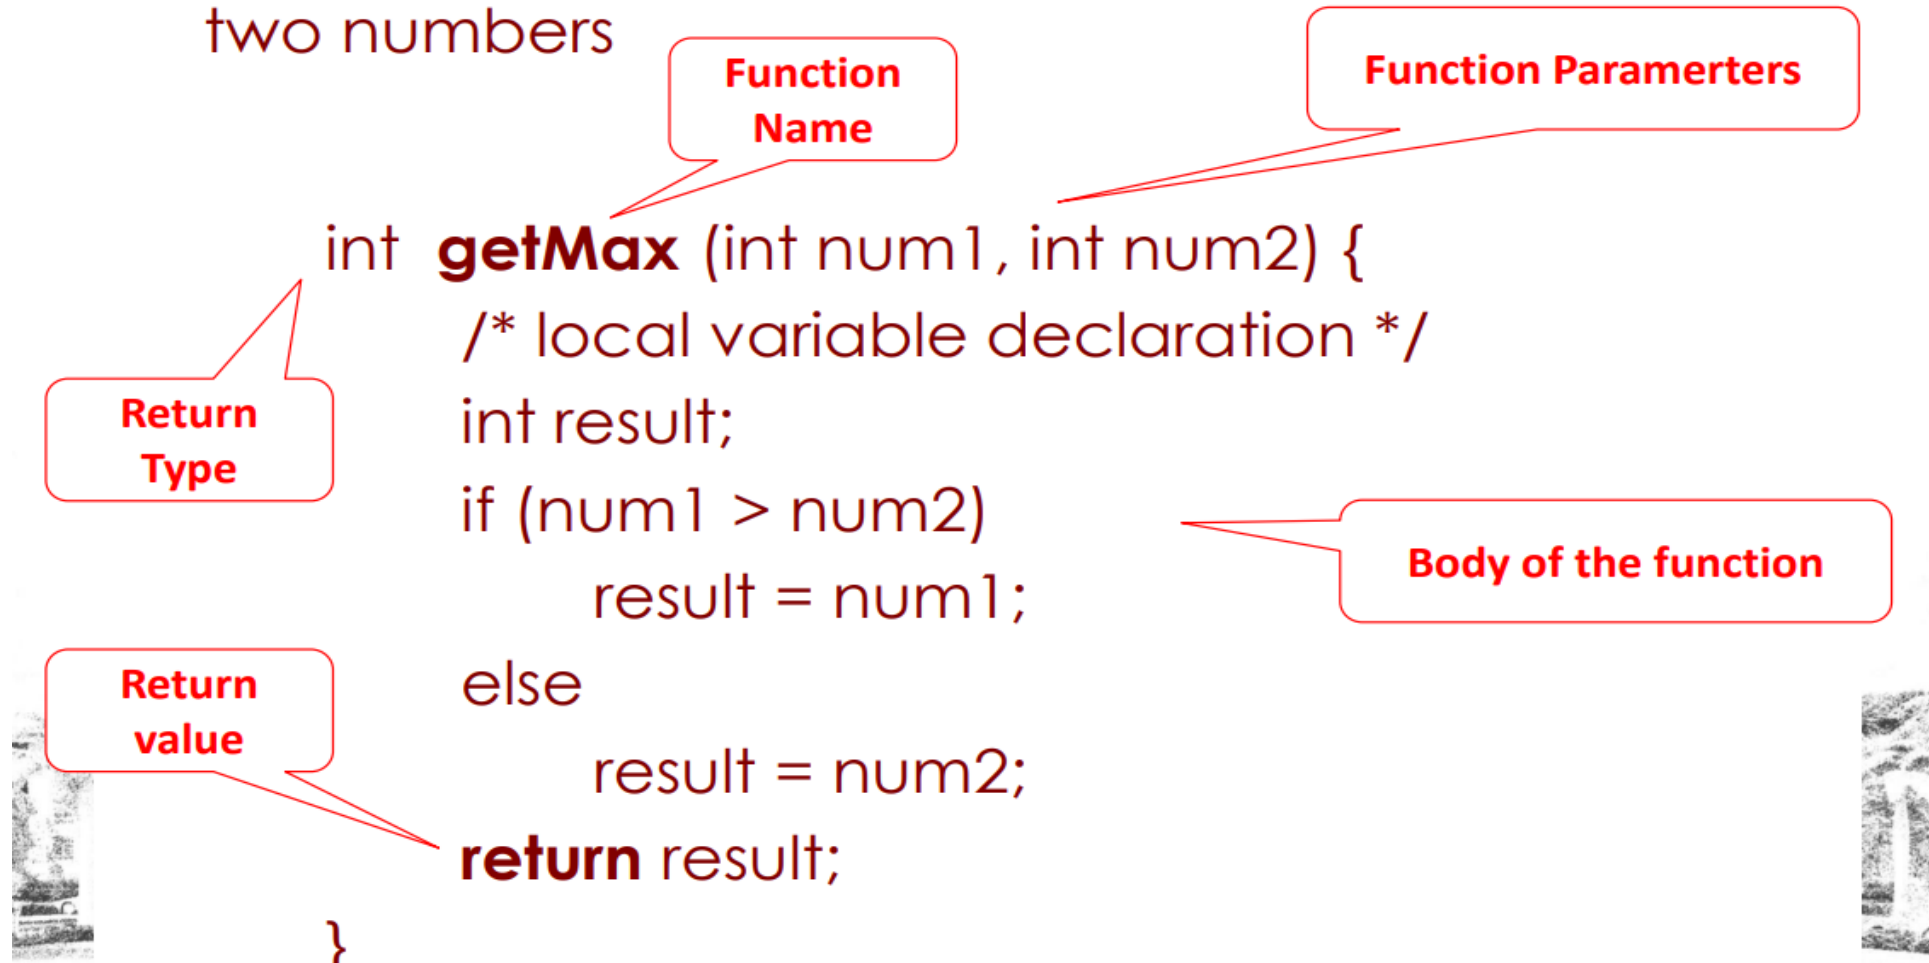 two numbers
Function
Name
Function Paramerters
int getMax (int num1, int num2) {
/* local variable declaration */
Return
Type
int result;
if (num1 > num2)
Body of the function
result = num1;
Return
value
else
result = num2;
return result;
}